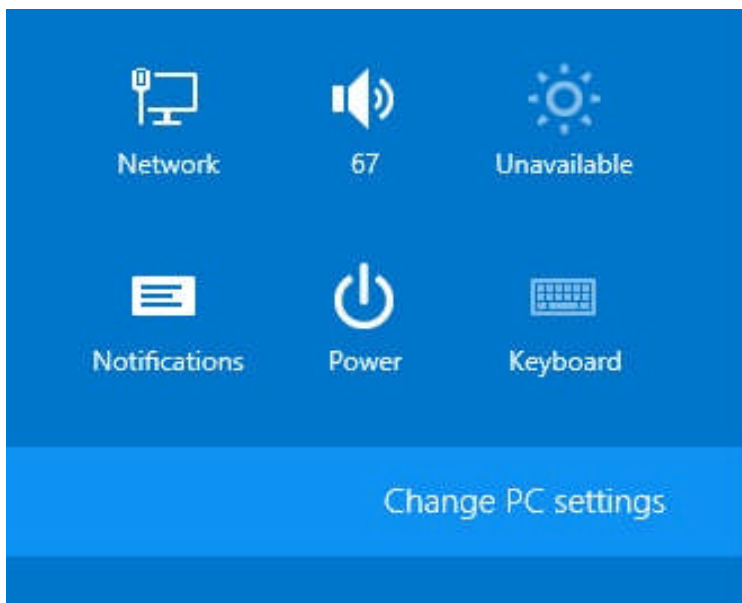 Network 67 Unavailable
Notifications Power Keyboard
Change PC settings